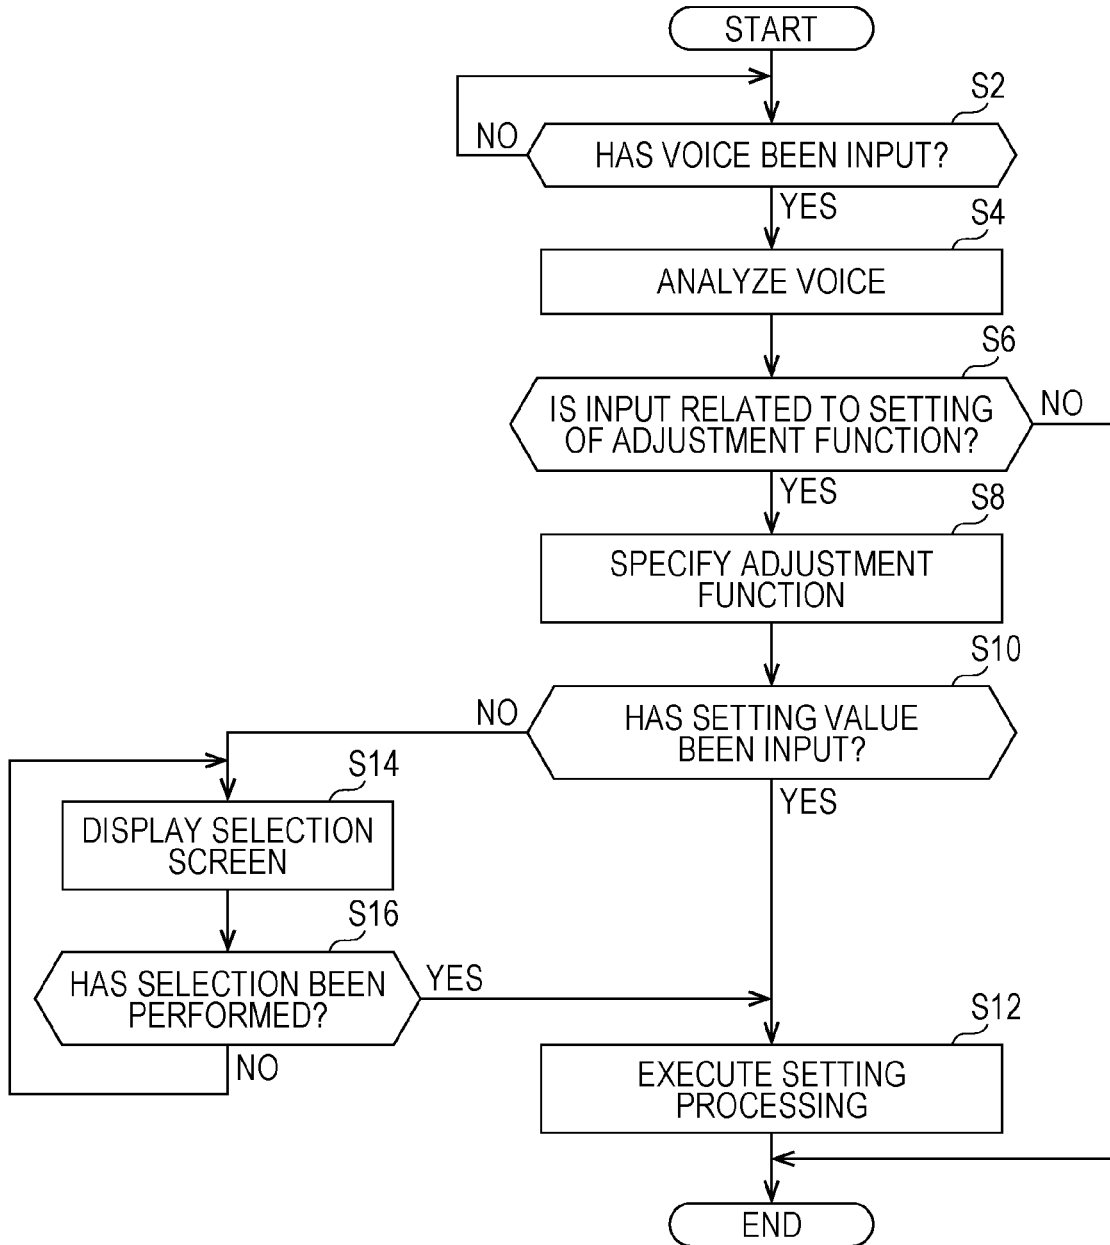 START
S2
NO
HAS VOICE BEEN INPUT?
YES
S4
ANALYZE VOICE
S6
IS INPUT RELATED TO SETTING
OF ADJUSTMENT FUNCTION?
NO
YES
S8
SPECIFY ADJUSTMENT
FUNCTION
S10
NO
HAS SETTING VALUE
BEEN INPUT?
YES
S14
DISPLAY SELECTION
SCREEN
S16
HAS SELECTION BEEN
PERFORMED?
YES
NO
S12
EXECUTE SETTING
PROCESSING
END